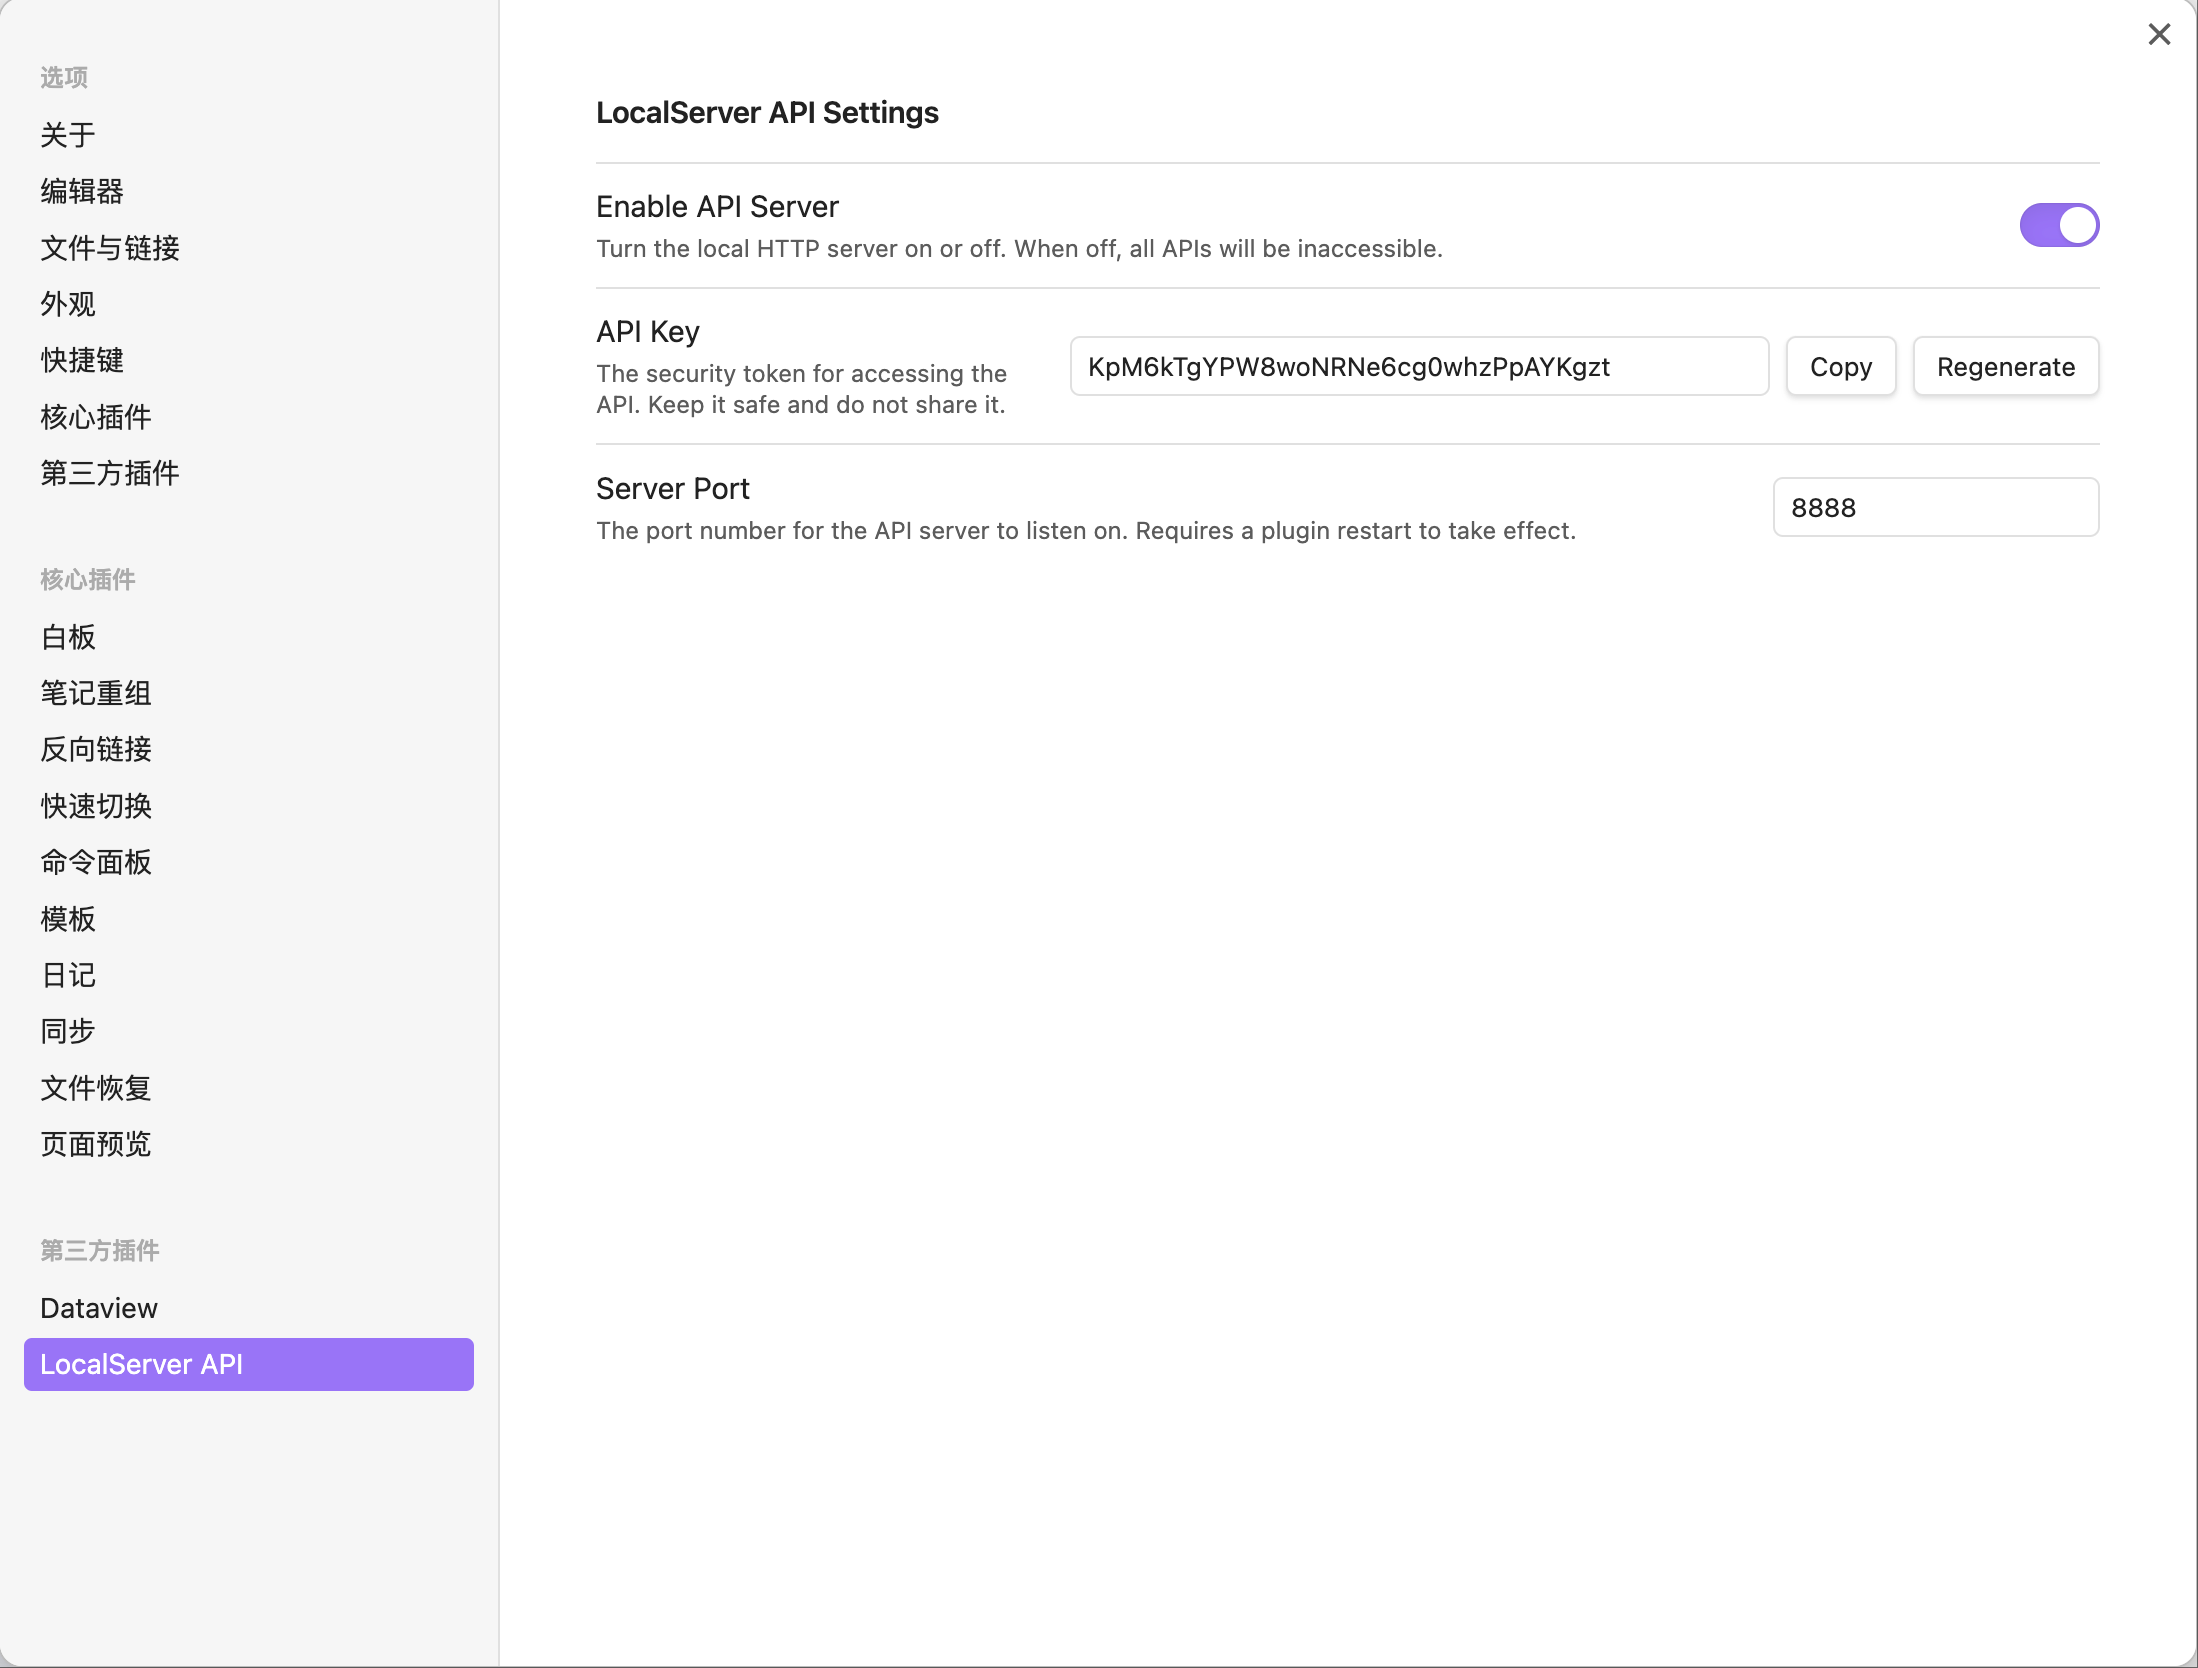 选项
关于
编辑器
文件与链接
外观
快捷键
核心插件
第三方插件
核心插件
白板
笔记重组
反向链接
快速切换
命令面板
模板
日记
同步
文件恢复
页面预览
第三方插件
Dataview
LocalServer API
LocalServer API Settings
Enable API Server
Turn the local HTTP server on or off. When off, all APIs will be inaccessible.
API Key
The security token for accessing the
API. Keep it safe and do not share it.
KpM6kTgYPW8woNRNe6cg0whzPpAYKgzt
Copy
Regenerate
Server Port
The port number for the API server to listen on. Requires a plugin restart to take effect.
8888